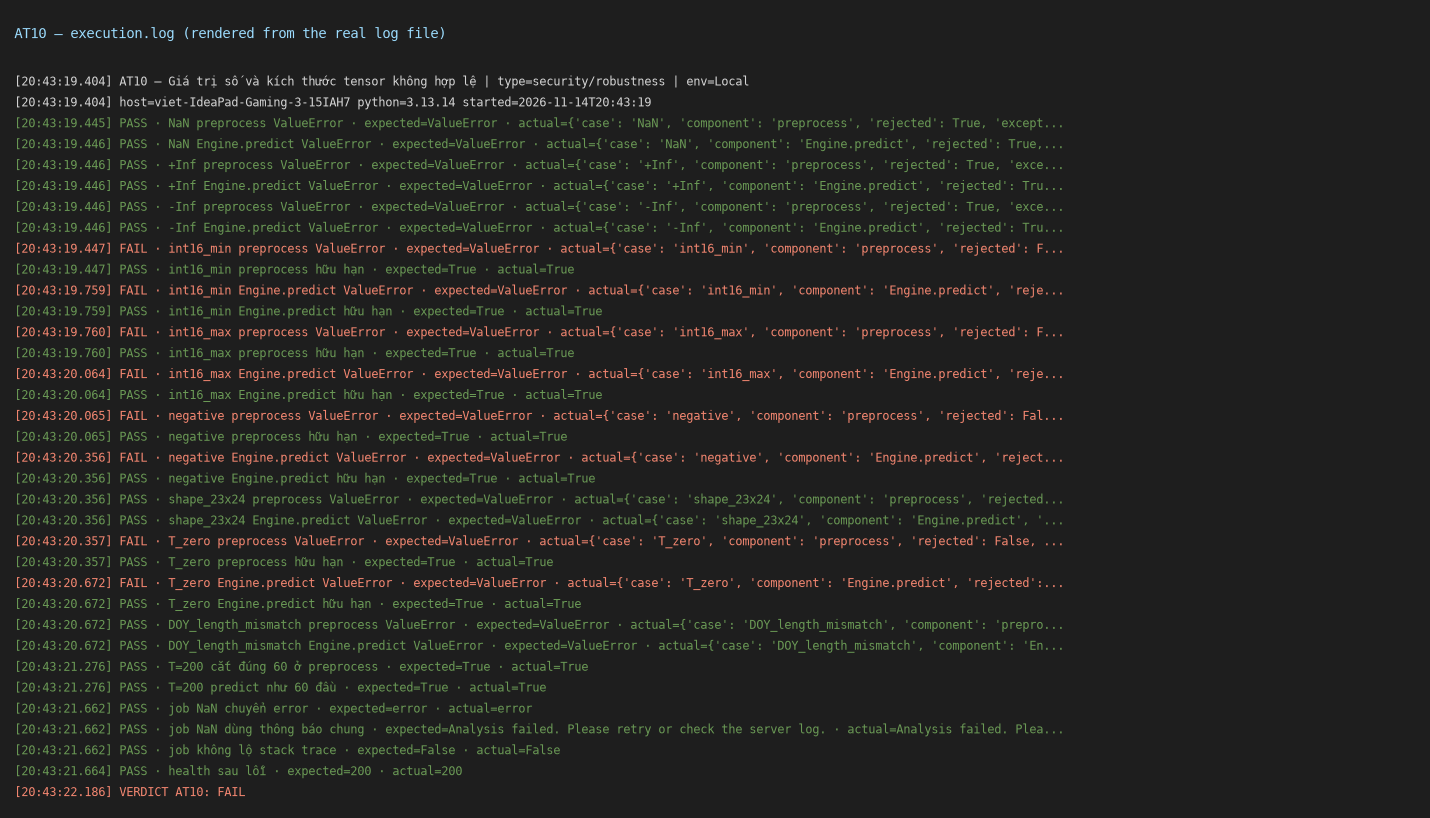 AT10 — execution.log (rendered from the real log file)
[20:43:19.404] AT10 — Giá trị số và kích thước tensor không hợp lệ | type=security/robustness | env=Local
[20:43:19.404] host=viet-IdeaPad-Gaming-3-15IAH7 python=3.13.14 started=2026-11-14T20:43:19
[20:43:19.445] PASS · NaN preprocess ValueError · expected=ValueError · actual={'case': 'NaN', 'component': 'preprocess', 'rejected': True, 'except...
[20:43:19.446] PASS · NaN Engine.predict ValueError · expected=ValueError · actual={'case': 'NaN', 'component': 'Engine.predict', 'rejected': True,...
[20:43:19.446] PASS · +Inf preprocess ValueError · expected=ValueError · actual={'case': '+Inf', 'component': 'preprocess', 'rejected': True, 'exce...
[20:43:19.446] PASS · +Inf Engine.predict ValueError · expected=ValueError · actual={'case': '+Inf', 'component': 'Engine.predict', 'rejected': Tru...
[20:43:19.446] PASS · -Inf preprocess ValueError · expected=ValueError · actual={'case': '-Inf', 'component': 'preprocess', 'rejected': True, 'exce...
[20:43:19.446] PASS · -Inf Engine.predict ValueError · expected=ValueError · actual={'case': '-Inf', 'component': 'Engine.predict', 'rejected': Tru...
[20:43:19.447] FAIL · int16_min preprocess ValueError · expected=ValueError · actual={'case': 'int16_min', 'component': 'preprocess', 'rejected': F...
[20:43:19.447] PASS · int16_min preprocess hữu hạn · expected=True · actual=True
[20:43:19.759] FAIL · int16_min Engine.predict ValueError · expected=ValueError · actual={'case': 'int16_min', 'component': 'Engine.predict', 'reje...
[20:43:19.759] PASS · int16_min Engine.predict hữu hạn · expected=True · actual=True
[20:43:19.760] FAIL · int16_max preprocess ValueError · expected=ValueError · actual={'case': 'int16_max', 'component': 'preprocess', 'rejected': F...
[20:43:19.760] PASS · int16_max preprocess hữu hạn · expected=True · actual=True
[20:43:20.064] FAIL · int16_max Engine.predict ValueError · expected=ValueError · actual={'case': 'int16_max', 'component': 'Engine.predict', 'reje...
[20:43:20.064] PASS · int16_max Engine.predict hữu hạn · expected=True · actual=True
[20:43:20.065] FAIL · negative preprocess ValueError · expected=ValueError · actual={'case': 'negative', 'component': 'preprocess', 'rejected': Fal...
[20:43:20.065] PASS · negative preprocess hữu hạn · expected=True · actual=True
[20:43:20.356] FAIL · negative Engine.predict ValueError · expected=ValueError · actual={'case': 'negative', 'component': 'Engine.predict', 'reject...
[20:43:20.356] PASS · negative Engine.predict hữu hạn · expected=True · actual=True
[20:43:20.356] PASS · shape_23x24 preprocess ValueError · expected=ValueError · actual={'case': 'shape_23x24', 'component': 'preprocess', 'rejected...
[20:43:20.356] PASS · shape_23x24 Engine.predict ValueError · expected=ValueError · actual={'case': 'shape_23x24', 'component': 'Engine.predict', '...
[20:43:20.357] FAIL · T_zero preprocess ValueError · expected=ValueError · actual={'case': 'T_zero', 'component': 'preprocess', 'rejected': False, ...
[20:43:20.357] PASS · T_zero preprocess hữu hạn · expected=True · actual=True
[20:43:20.672] FAIL · T_zero Engine.predict ValueError · expected=ValueError · actual={'case': 'T_zero', 'component': 'Engine.predict', 'rejected':...
[20:43:20.672] PASS · T_zero Engine.predict hữu hạn · expected=True · actual=True
[20:43:20.672] PASS · DOY_length_mismatch preprocess ValueError · expected=ValueError · actual={'case': 'DOY_length_mismatch', 'component': 'prepro...
[20:43:20.672] PASS · DOY_length_mismatch Engine.predict ValueError · expected=ValueError · actual={'case': 'DOY_length_mismatch', 'component': 'En...
[20:43:21.276] PASS · T=200 cắt đúng 60 ở preprocess · expected=True · actual=True
[20:43:21.276] PASS · T=200 predict như 60 đầu · expected=True · actual=True
[20:43:21.662] PASS · job NaN chuyển error · expected=error · actual=error
[20:43:21.662] PASS · job NaN dùng thông báo chung · expected=Analysis failed. Please retry or check the server log. · actual=Analysis failed. Plea...
[20:43:21.662] PASS · job không lộ stack trace · expected=False · actual=False
[20:43:21.664] PASS · health sau lỗi · expected=200 · actual=200
[20:43:22.186] VERDICT AT10: FAIL